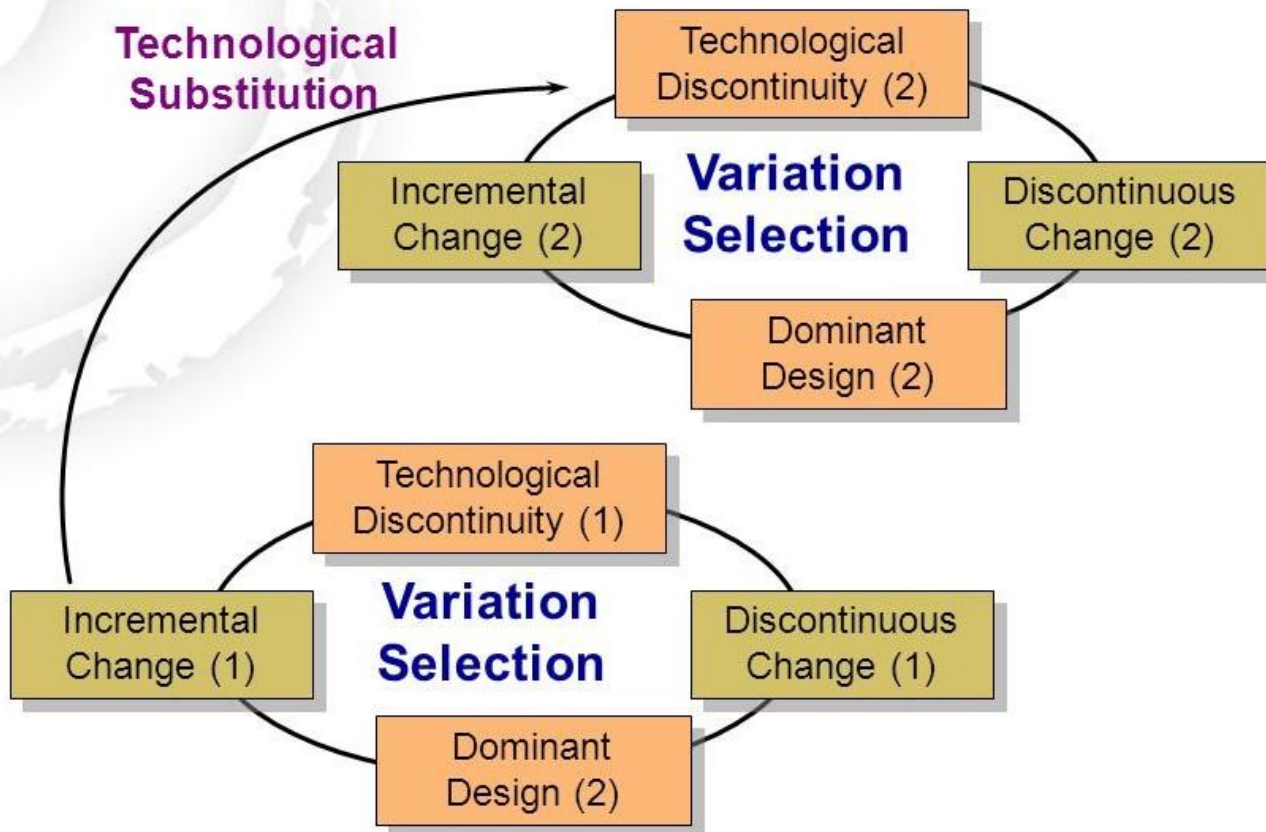 Technological
Substitution
Technological
Discontinuity (2)
Incremental
Change (2)
Variation
Selection
Discontinuous
Change (2)
Dominant
Design (2)
Technological
Discontinuity (1)
Incremental
Change (1)
Variation
Selection
Discontinuous
Change (1)
Dominant
Design (2)